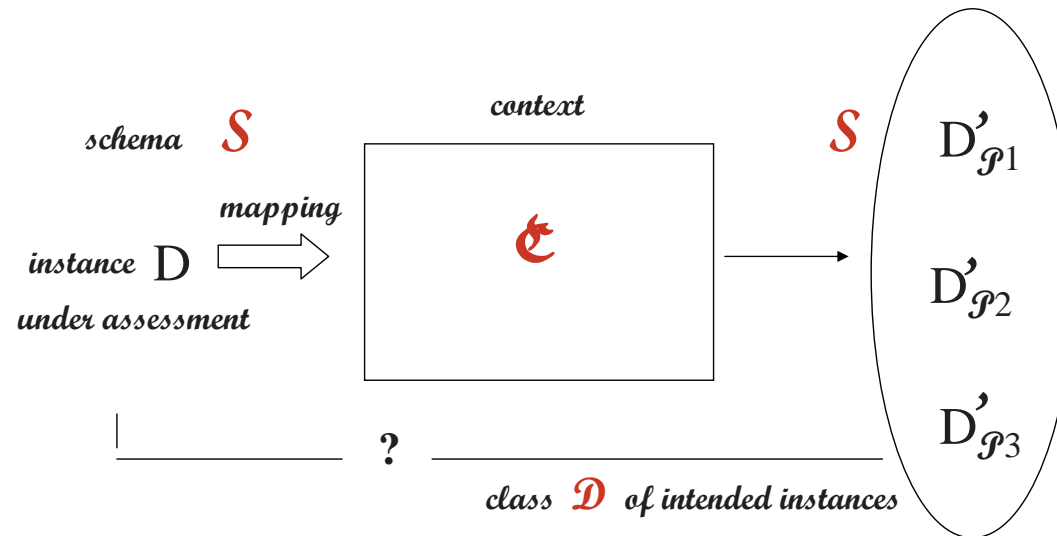 context
schema S
S
D'𝒫1
mapping
ℭ
instance D
D'𝒫2
under assessment
D'𝒫3
?
class 𝒟 of intended instances